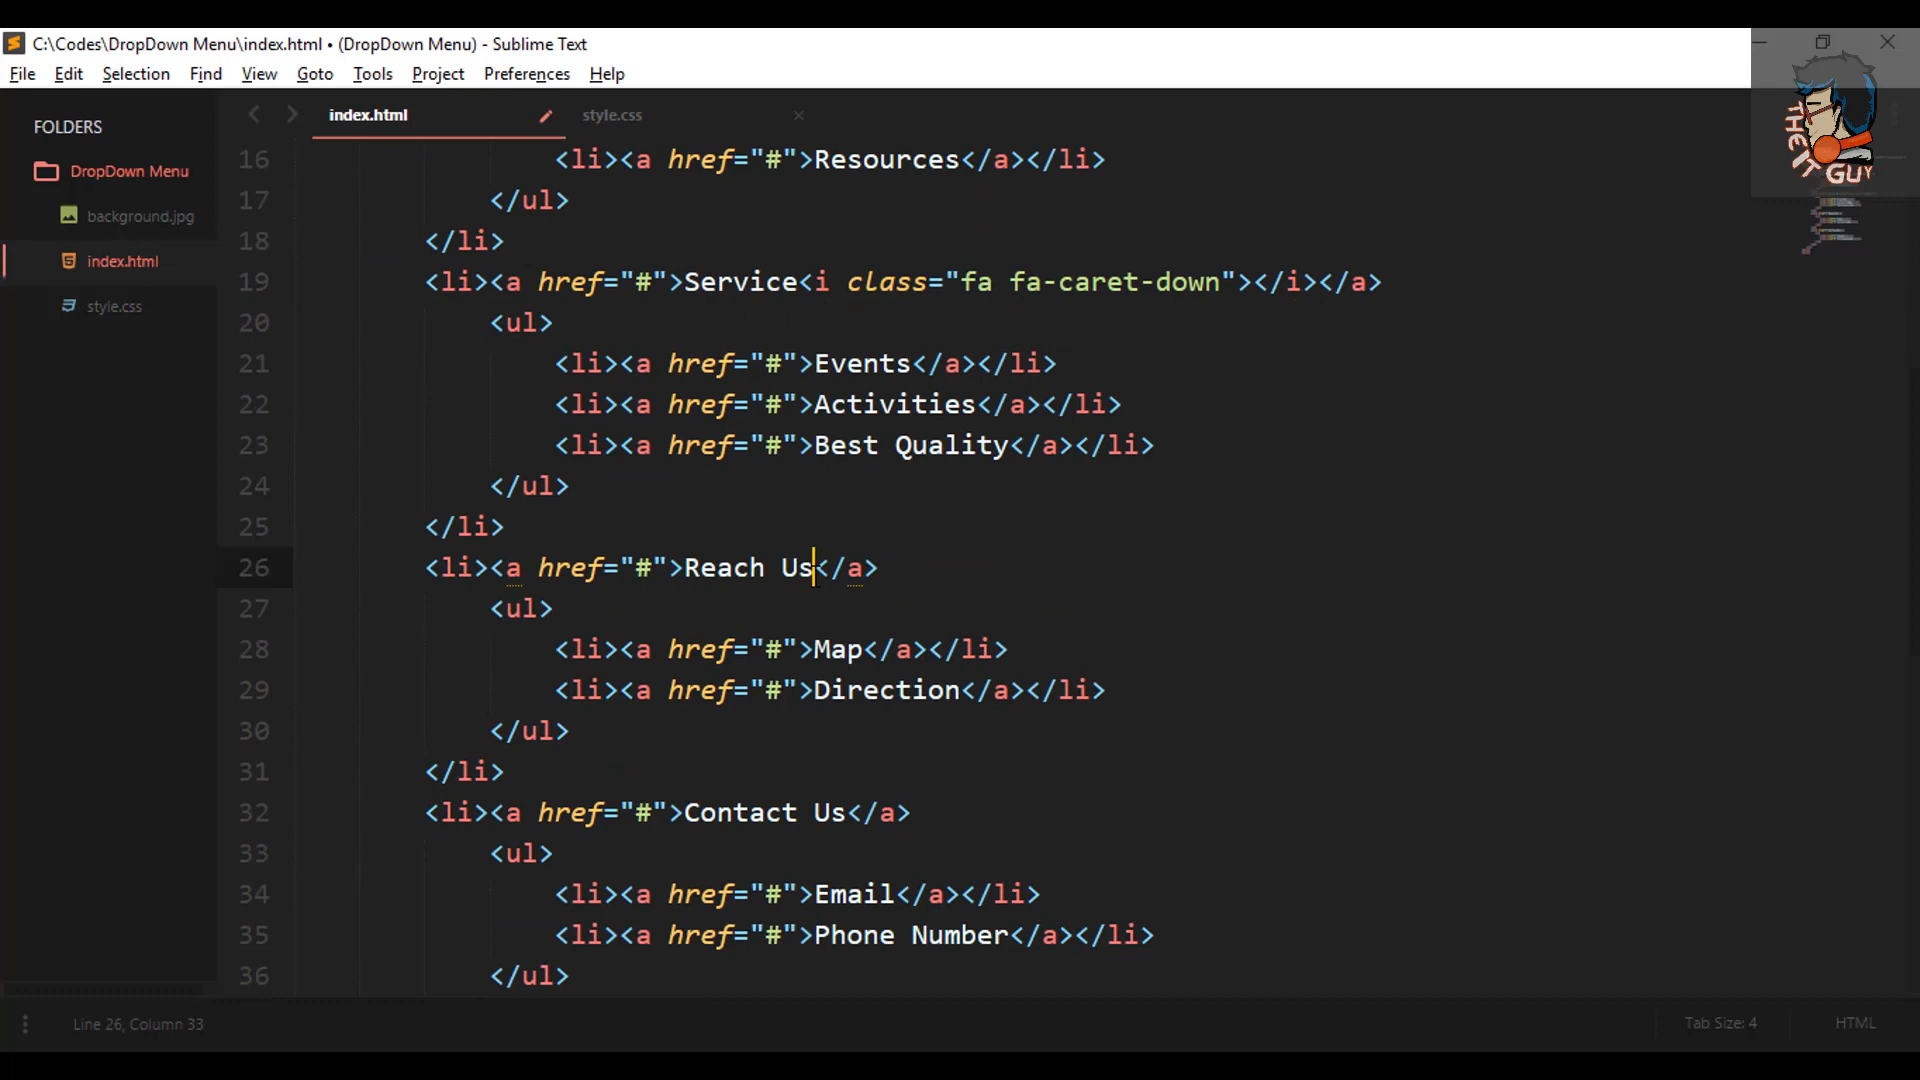 C:\Codes\DropDown Menu\index.html • (DropDown Menu) - Sublime Text
File Edit Selection Find View Goto Tools Project Preferences Help
FOLDERS
DropDown Menu
background.jpg
index.html
style.css
index.html style.css
16 <li><a href="#">Resources</a></li>
17 </ul>
18 </li>
19 <li><a href="#">Service<i class="fa fa-caret-down"></i></a>
20 <ul>
21 <li><a href="#">Events</a></li>
22 <li><a href="#">Activities</a></li>
23 <li><a href="#">Best Quality</a></li>
24 </ul>
25 </li>
26 <li><a href="#">Reach Us</a>
27 <ul>
28 <li><a href="#">Map</a></li>
29 <li><a href="#">Direction</a></li>
30 </ul>
31 </li>
32 <li><a href="#">Contact Us</a>
33 <ul>
34 <li><a href="#">Email</a></li>
35 <li><a href="#">Phone Number</a></li>
36 </ul>
THE IT GUY
Line 26, Column 33
Tab Size: 4
HTML